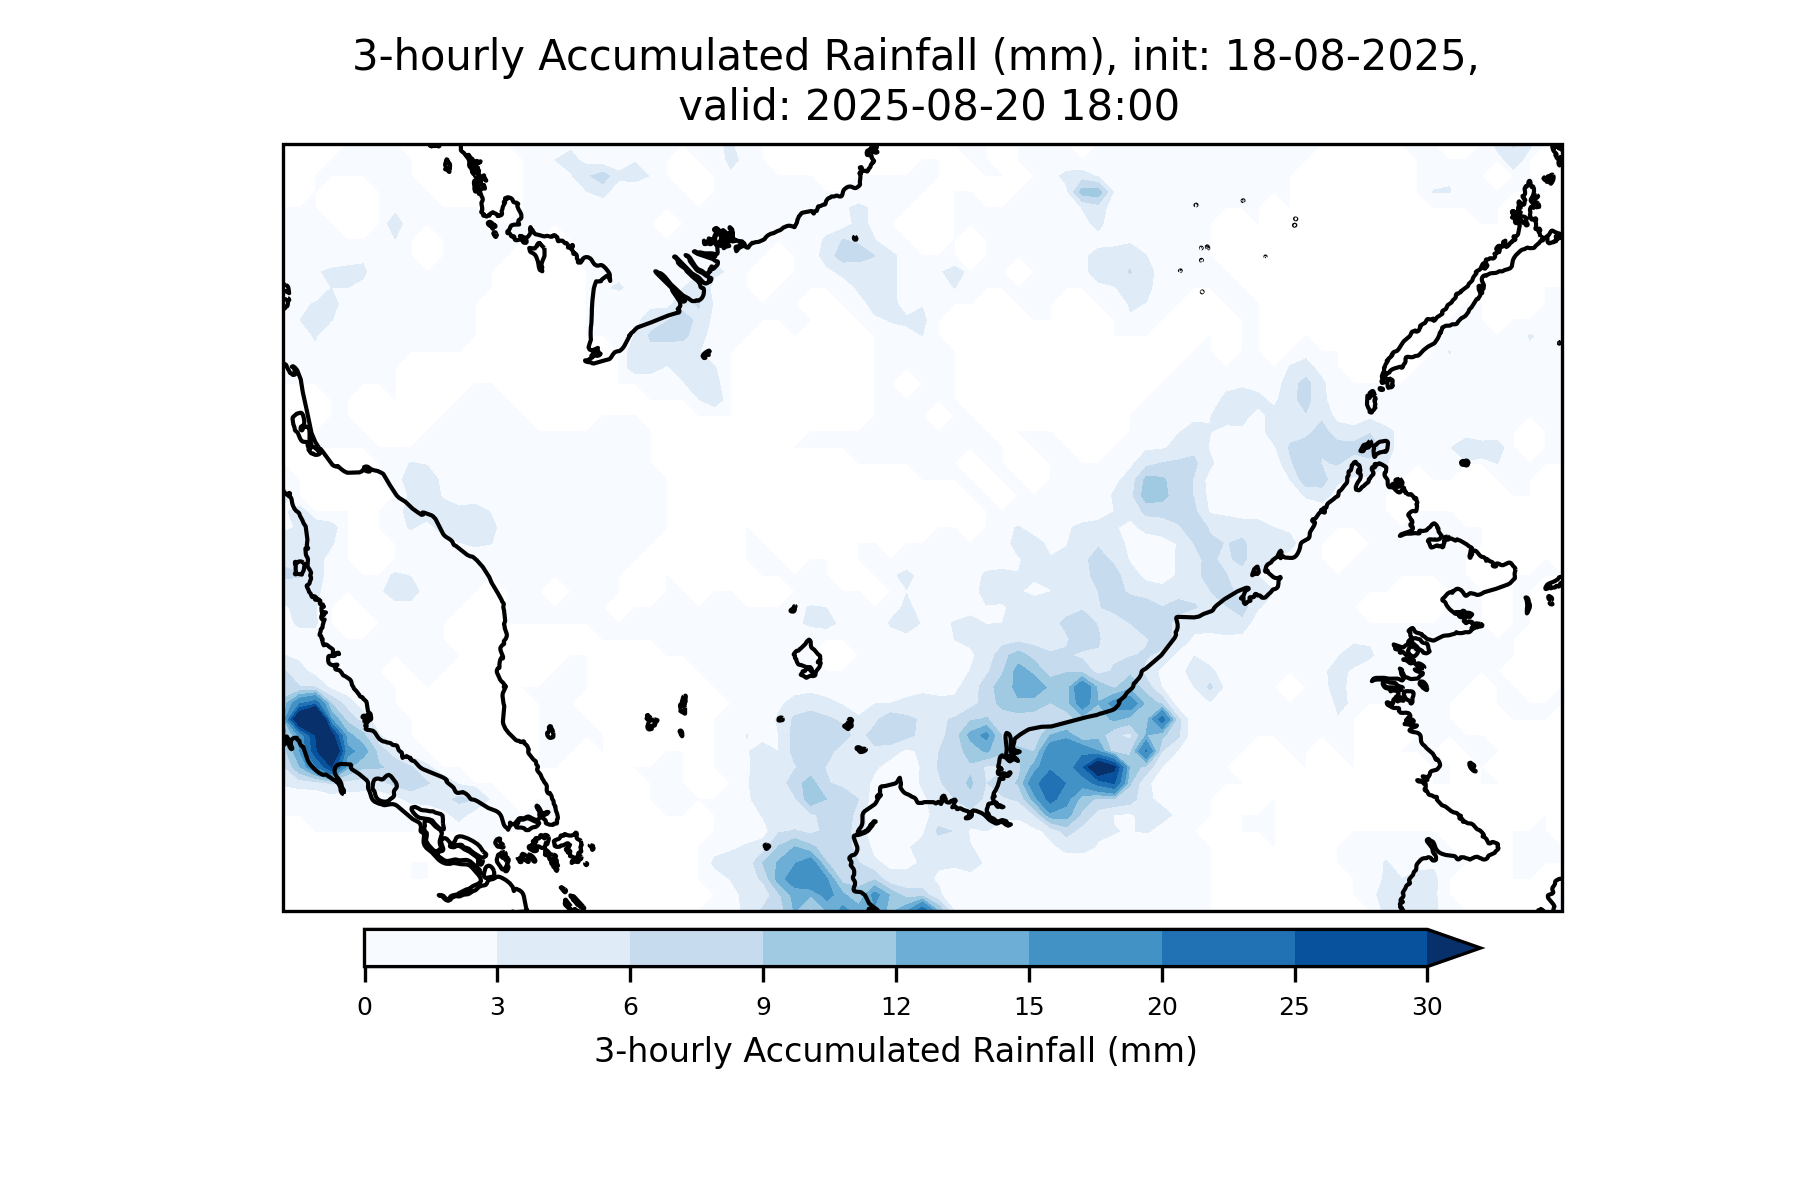 3-hourly Accumulated Rainfall (mm), init: 18-08-2025,
valid: 2025-08-20 18:00
0 3 6 9 12 15 20 25 30
3-hourly Accumulated Rainfall (mm)